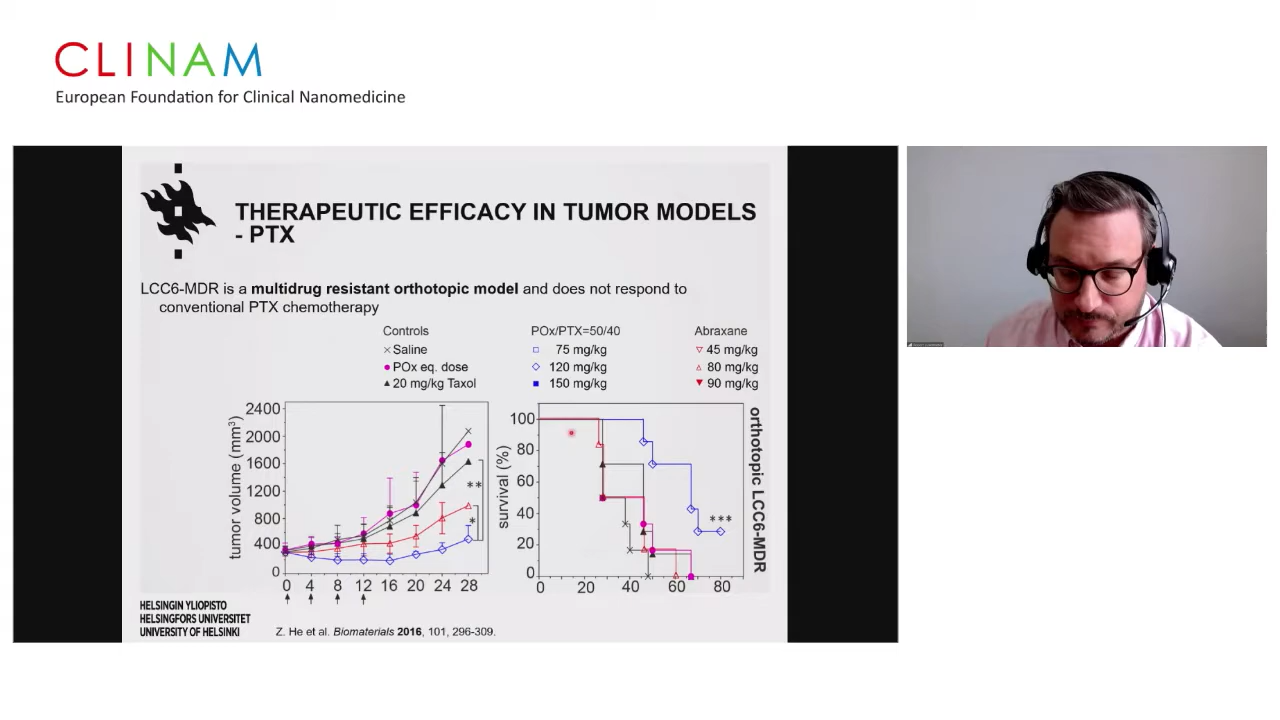 CLINAM
European Foundation for Clinical Nanomedicine
THERAPEUTIC EFFICACY IN TUMOR MODELS
- PTX
LCC6-MDR is a multidrug resistant orthotopic model and does not respond to
conventional PTX chemotherapy
Controls
× Saline
● POx eq. dose
▲ 20 mg/kg Taxol
POx/PTX=50/40
□ 75 mg/kg
◇ 120 mg/kg
■ 150 mg/kg
Abraxane
▽ 45 mg/kg
△ 80 mg/kg
▼ 90 mg/kg
tumor volume (mm³)
2400
2000
1600
1200
800
400
0
0 4 8 12 16 20 24 28
**
*
survival (%)
100
80
60
40
20
0
0 20 40 60 80
***
orthotopic LCC6-MDR
HELSINGIN YLIOPISTO
HELSINGFORS UNIVERSITET
UNIVERSITY OF HELSINKI
Z. He et al. Biomaterials 2016, 101, 296-309.